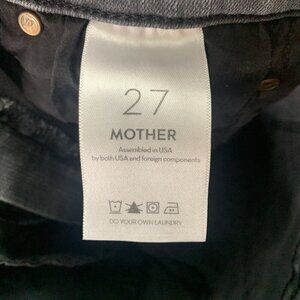 27
MOTHER
Assembled in USA
by both USA and foreign components
DO YOUR OWN LAUNDRY